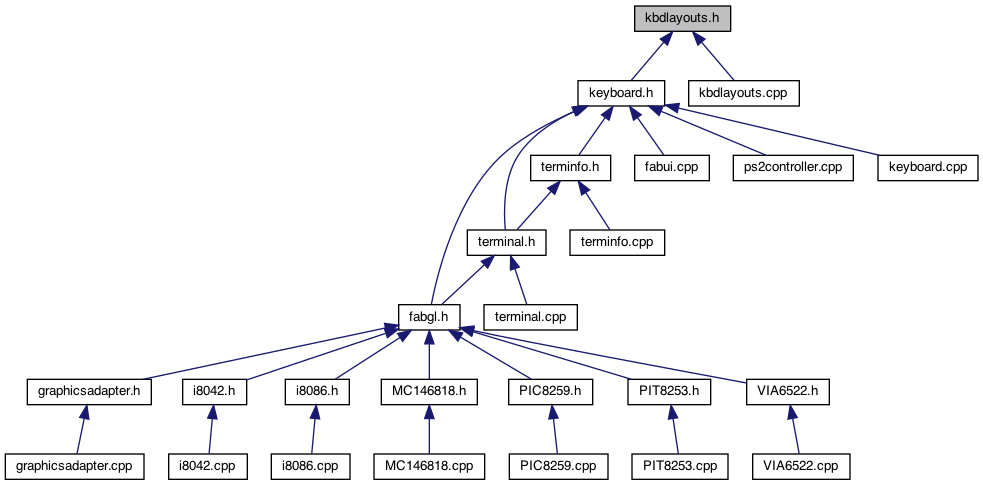 kbdlayouts.h
keyboard.h
kbdlayouts.cpp
terminfo.h
fabui.cpp
ps2controller.cpp
keyboard.cpp
terminal.h
terminfo.cpp
fabgl.h
terminal.cpp
graphicsadapter.h
i8042.h
i8086.h
MC146818.h
PIC8259.h
PIT8253.h
VIA6522.h
graphicsadapter.cpp
i8042.cpp
i8086.cpp
MC146818.cpp
PIC8259.cpp
PIT8253.cpp
VIA6522.cpp